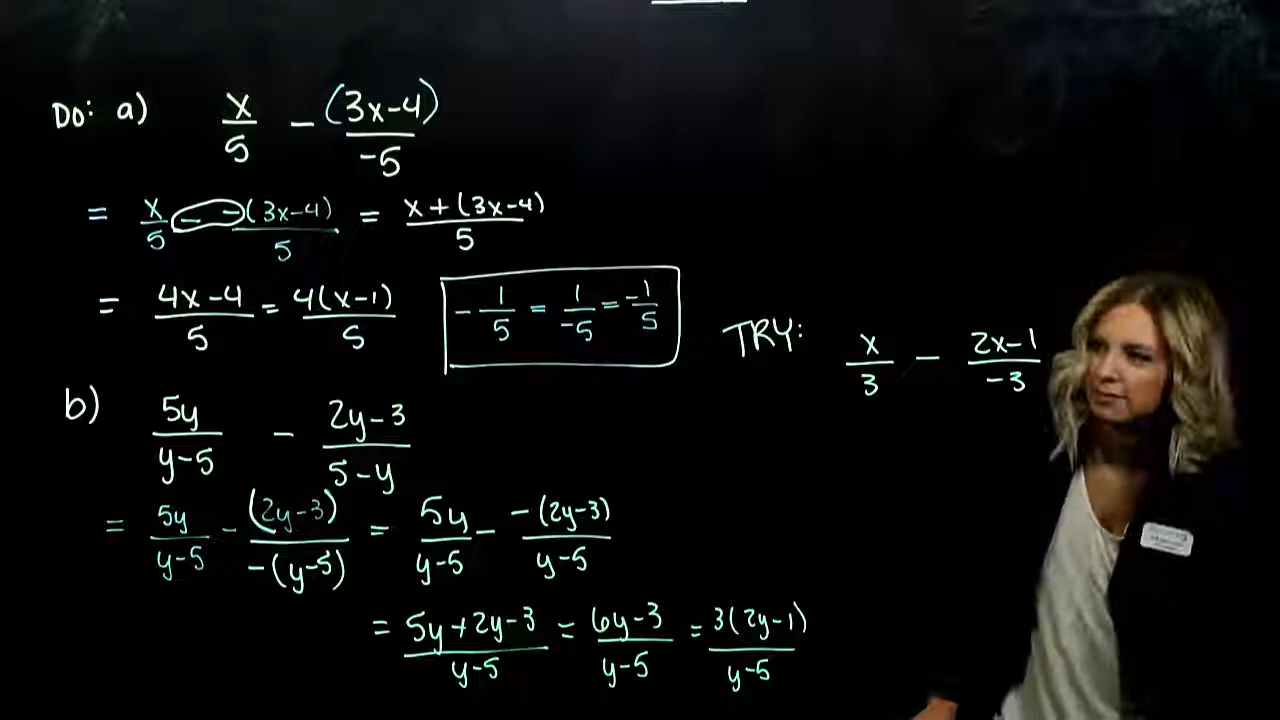 Do: a) x/5 - (3x-4)/-5
= x/5 - -(3x-4)/5 = x+(3x-4)/5
= 4x-4/5 = 4(x-1)/5
-1/5 = 1/-5 = -1/5
b) 5y/y-5 - 2y-3/5-y
= 5y/y-5 - (2y-3)/-(y-5) = 5y/y-5 - -(2y-3)/y-5
= 5y+2y-3/y-5 = 6y-3/y-5 = 3(2y-1)/y-5
TRY: x/3 - 2x-1/-3